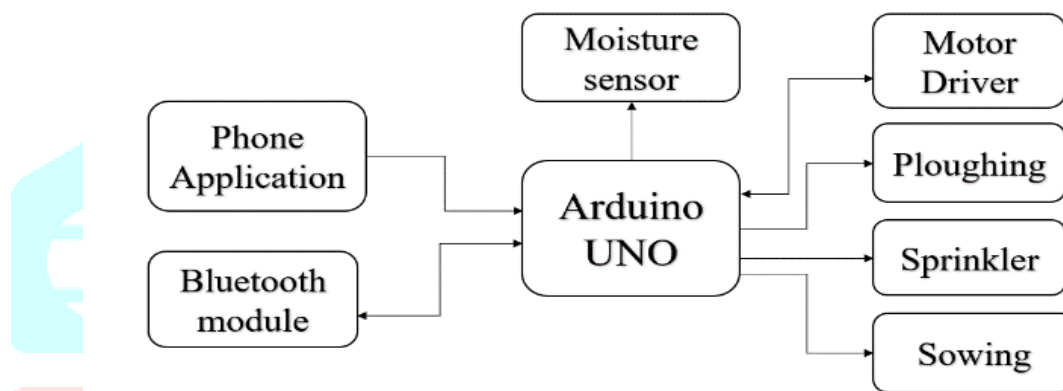 Moisture
sensor
Motor
Driver
Phone
Application
Ploughing
Arduino
UNO
Bluetooth
module
Sprinkler
Sowing